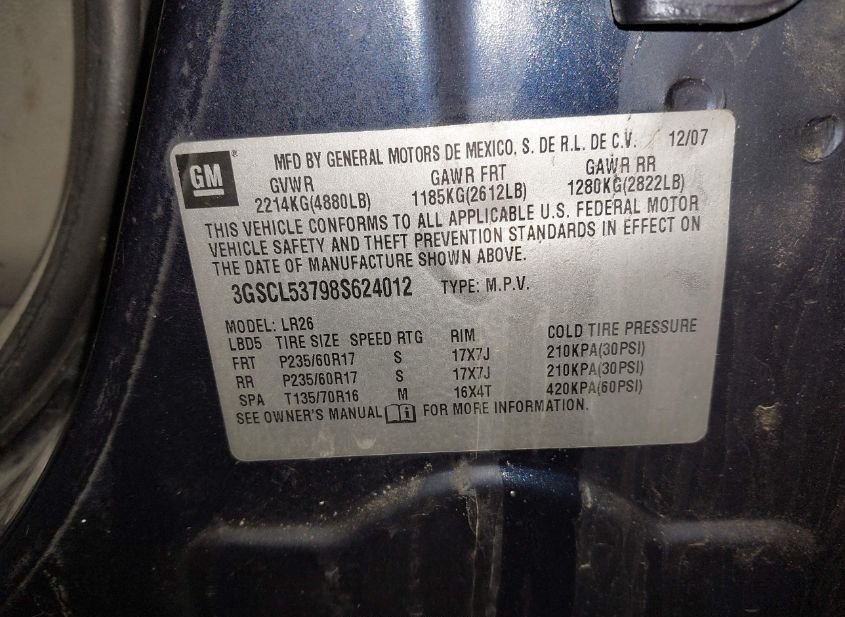 GM ® MFD BY GENERAL MOTORS DE MEXICO, S. DE R.L. DE C.V. 12/07
GVWR GAWR FRT GAWR RR
2214KG(4880LB) 1185KG(2612LB) 1280KG(2822LB)
THIS VEHICLE CONFORMS TO ALL APPLICABLE U.S. FEDERAL MOTOR
VEHICLE SAFETY AND THEFT PREVENTION STANDARDS IN EFFECT ON
THE DATE OF MANUFACTURE SHOWN ABOVE.
3GSCL53798S624012 TYPE: M.P.V.
MODEL: LR26
LBD5 TIRE SIZE SPEED RTG RIM COLD TIRE PRESSURE
FRT P235/60R17 S 17X7J 210KPA(30PSI)
RR P235/60R17 S 17X7J 210KPA(30PSI)
SPA T135/70R16 M 16X4T 420KPA(60PSI)
SEE OWNER'S MANUAL FOR MORE INFORMATION.